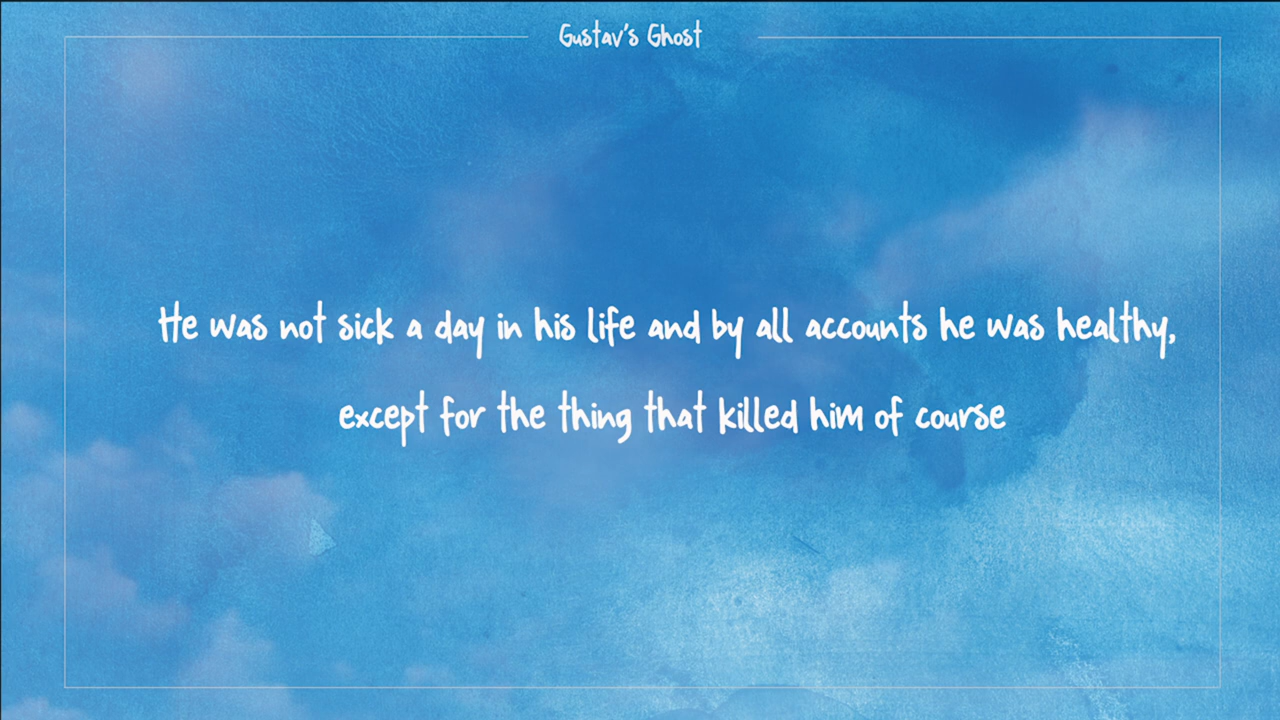 Gustav's Ghost
He was not sick a day in his life and by all accounts he was healthy,
except for the thing that killed him of course